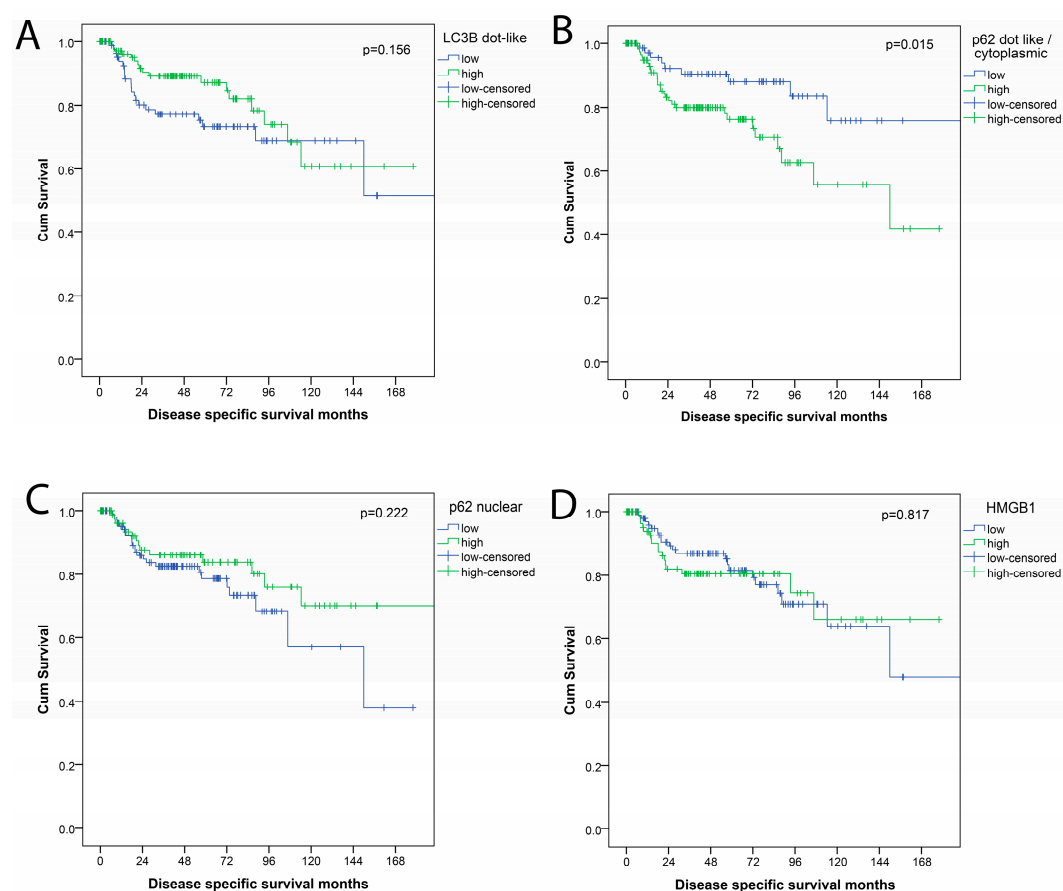 A
p=0.156
LC3B dot-like
low
high
low-censored
high-censored
1.0
0.8
0.6
0.4
0.2
0.0
Cum Survival
0 24 48 72 96 120 144 168
Disease specific survival months
B
p=0.015
p62 dot like /
cytoplasmic
low
high
low-censored
high-censored
1.0
0.8
0.6
0.4
0.2
0.0
Cum Survival
0 24 48 72 96 120 144 168
Disease specific survival months
C
p=0.222
p62 nuclear
low
high
low-censored
high-censored
1.0
0.8
0.6
0.4
0.2
0.0
Cum Survival
0 24 48 72 96 120 144 168
Disease specific survival months
D
p=0.817
HMGB1
low
high
low-censored
high-censored
1.0
0.8
0.6
0.4
0.2
0.0
Cum Survival
0 24 48 72 96 120 144 168
Disease specific survival months